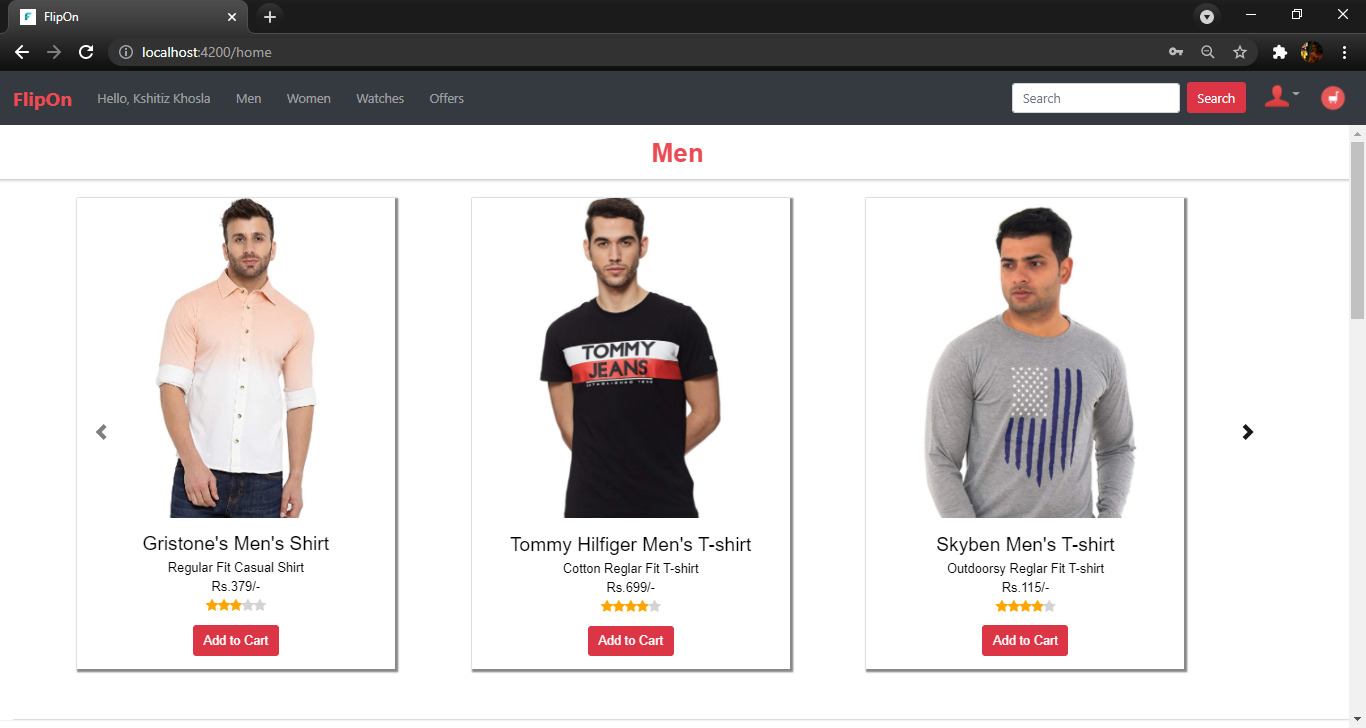 FlipOn
localhost:4200/home
FlipOn Hello, Kshitiz Khosla Men Women Watches Offers Search Search
Men
TOMMY
JEANS
Gristone's Men's Shirt
Regular Fit Casual Shirt
Rs.379/-
Add to Cart
Tommy Hilfiger Men's T-shirt
Cotton Reglar Fit T-shirt
Rs.699/-
Add to Cart
Skyben Men's T-shirt
Outdoorsy Reglar Fit T-shirt
Rs.115/-
Add to Cart